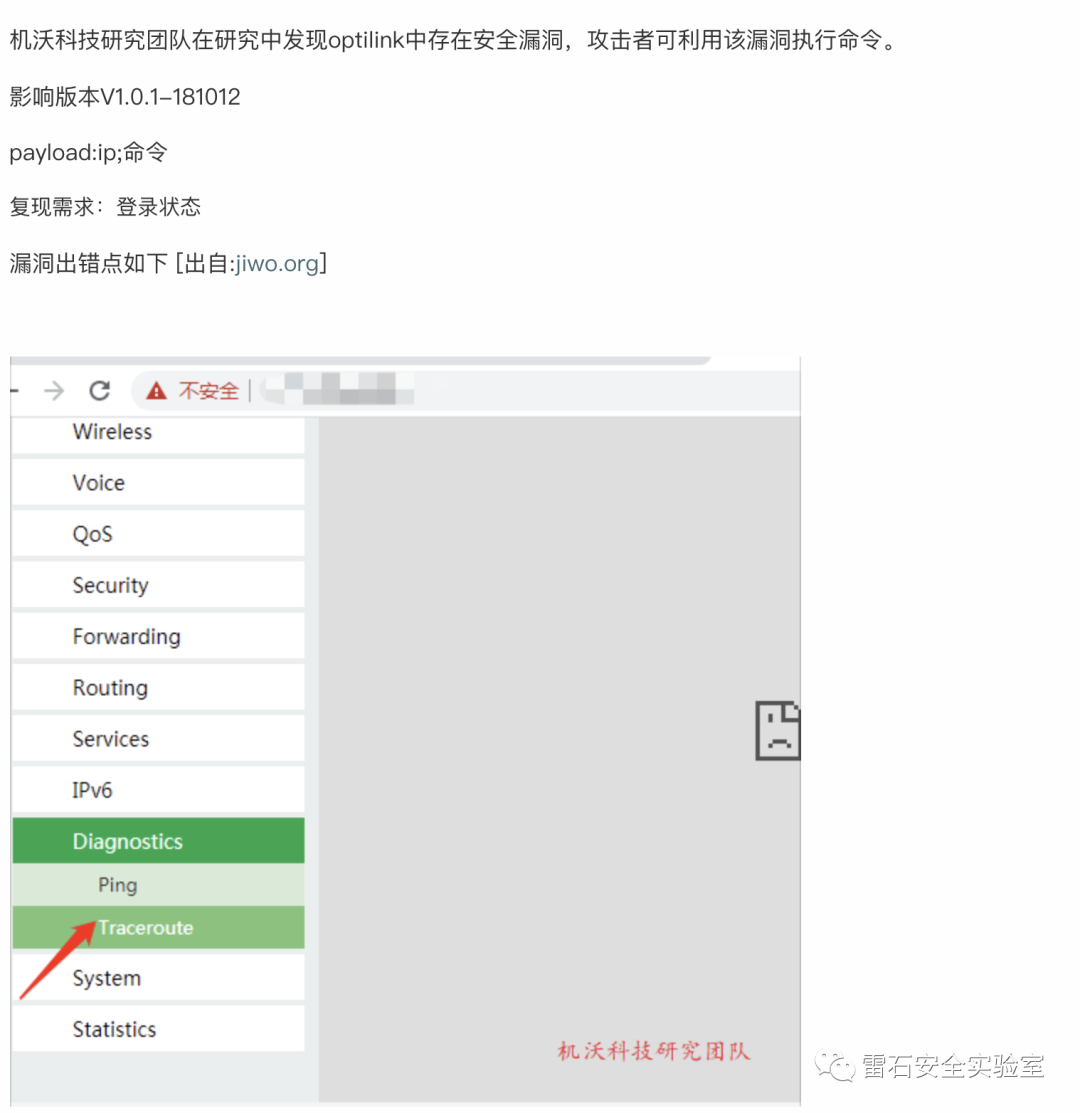 机沃科技研究团队在研究中发现optilink中存在安全漏洞，攻击者可利用该漏洞执行命令。
影响版本V1.0.1–181012
payload:ip;命令
复现需求：登录状态
漏洞出错点如下 [出自:jiwo.org]
不安全
Wireless
Voice
QoS
Security
Forwarding
Routing
Services
IPv6
Diagnostics
Ping
Traceroute
System
Statistics
机沃科技研究团队
雷石安全实验室